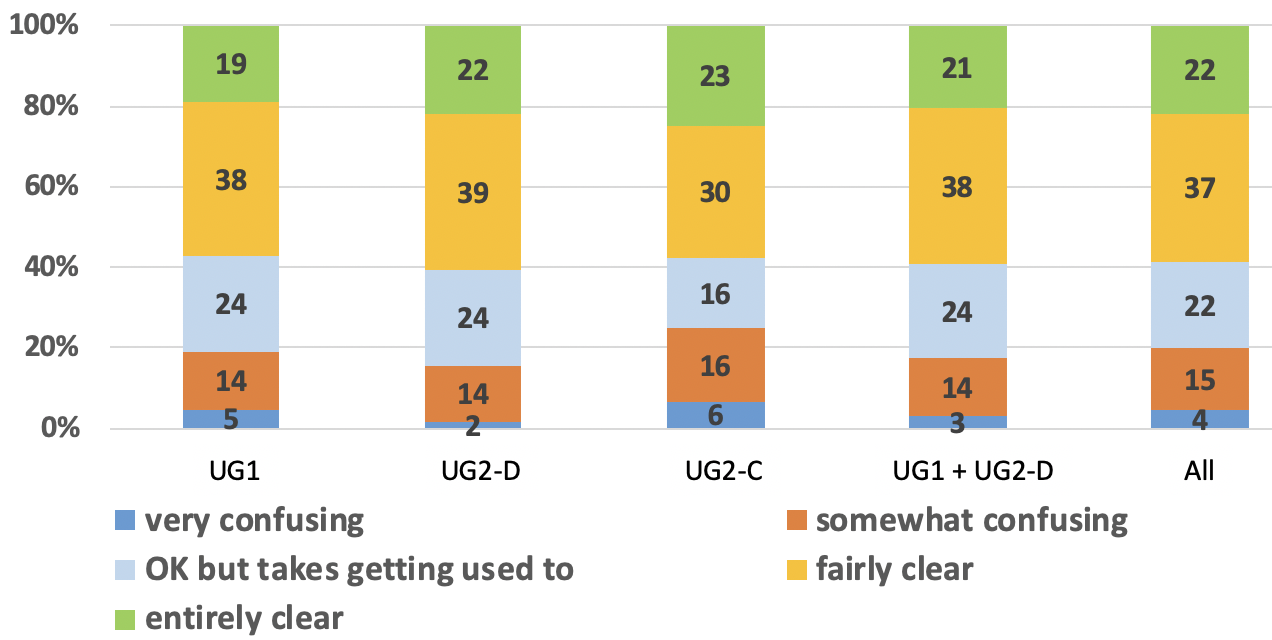 100%
19 22 23 21 22
80%
38 39 30 38 37
60%
40%
24 24 16 24 22
20%
14 14 16 14 15
5 2 6 3 4
0%
UG1 UG2-D UG2-C UG1 + UG2-D All
very confusing somewhat confusing
OK but takes getting used to fairly clear
entirely clear